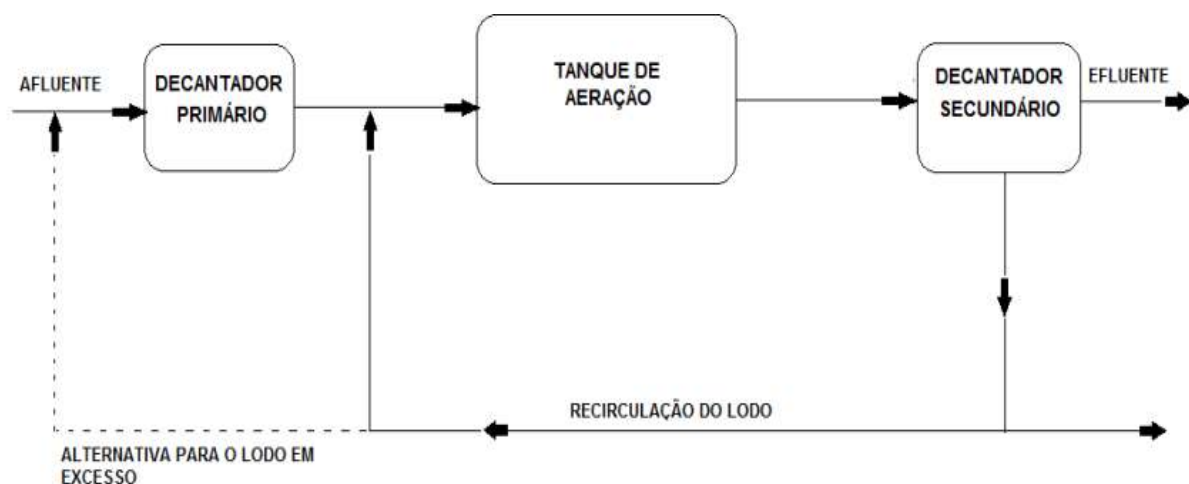 AFLUENTE
DECANTADOR
PRIMÁRIO
TANQUE DE
AERAÇÃO
DECANTADOR
SECUNDÁRIO
EFLUENTE
RECIRCULAÇÃO DO LODO
ALTERNATIVA PARA O LODO EM
EXCESSO